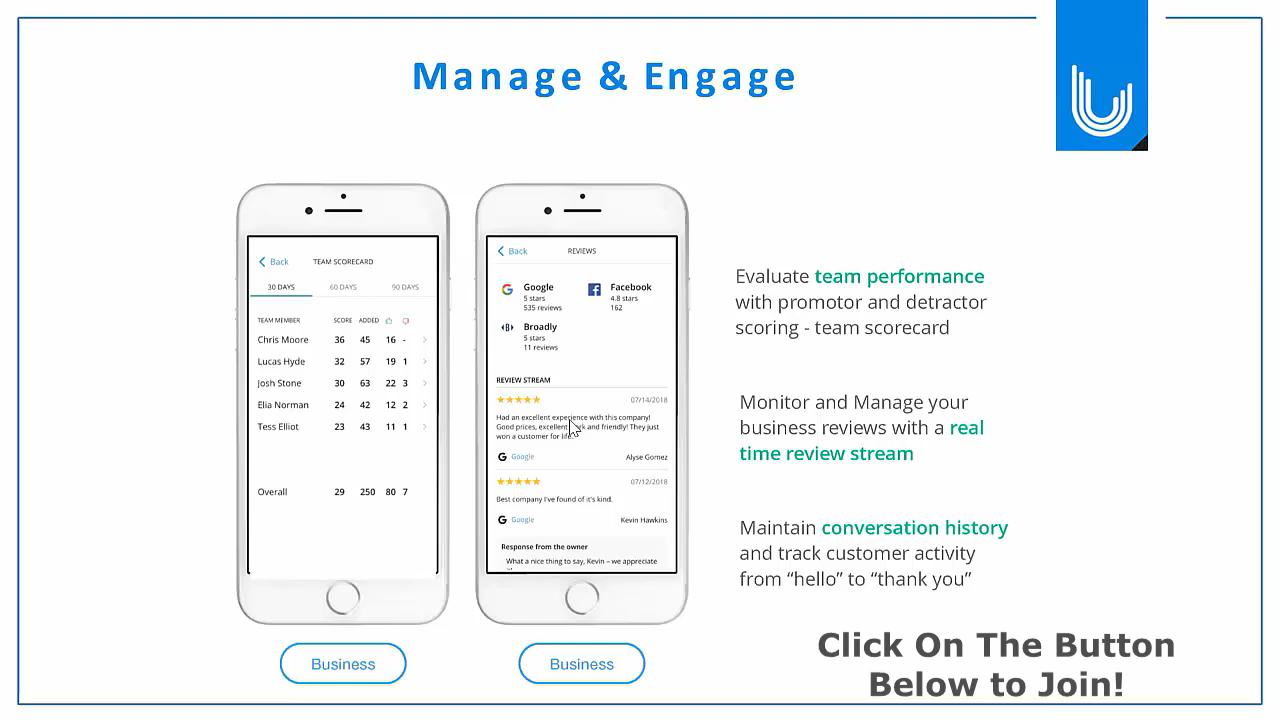 Manage & Engage
Back TEAM SCORECARD
30 DAYS 60 DAYS 90 DAYS
TEAM MEMBER SCORE ADDED
Chris Moore 36 45 16 -
Lucas Hyde 32 57 19 1
Josh Stone 30 63 22 3
Elia Norman 24 42 12 2
Tess Elliot 23 43 11 1
Overall 29 250 80 7
Business
Back REVIEWS
Google
5 stars
535 reviews
Facebook
4.8 stars
162
Broadly
5 stars
11 reviews
REVIEW STREAM
07/14/2018
Had an excellent experience with this company!
Good prices, excellent and friendly! They just
won a customer for life.
Google Alyse Gomez
07/12/2018
Best company I've found of it's kind.
Google Kevin Hawkins
Response from the owner
What a nice thing to say, Kevin – we appreciate
Business
Evaluate team performance
with promotor and detractor
scoring - team scorecard
Monitor and Manage your
business reviews with a real
time review stream
Maintain conversation history
and track customer activity
from “hello” to “thank you”
Click On The Button
Below to Join!